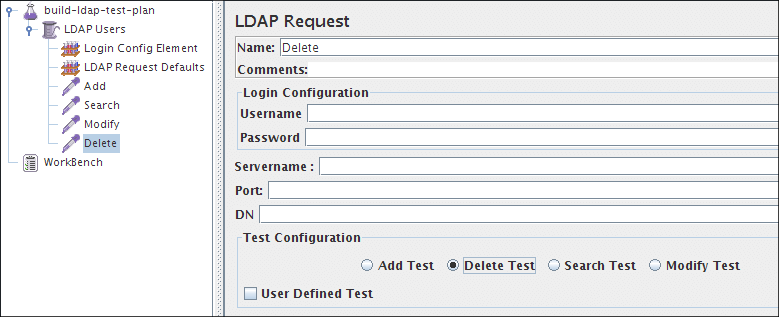 build-ldap-test-plan
LDAP Users
Login Config Element
LDAP Request Defaults
Add
Search
Modify
Delete
WorkBench
LDAP Request
Name: Delete
Comments:
Login Configuration
Username
Password
Servername :
Port:
DN
Test Configuration
Add Test Delete Test Search Test Modify Test
User Defined Test